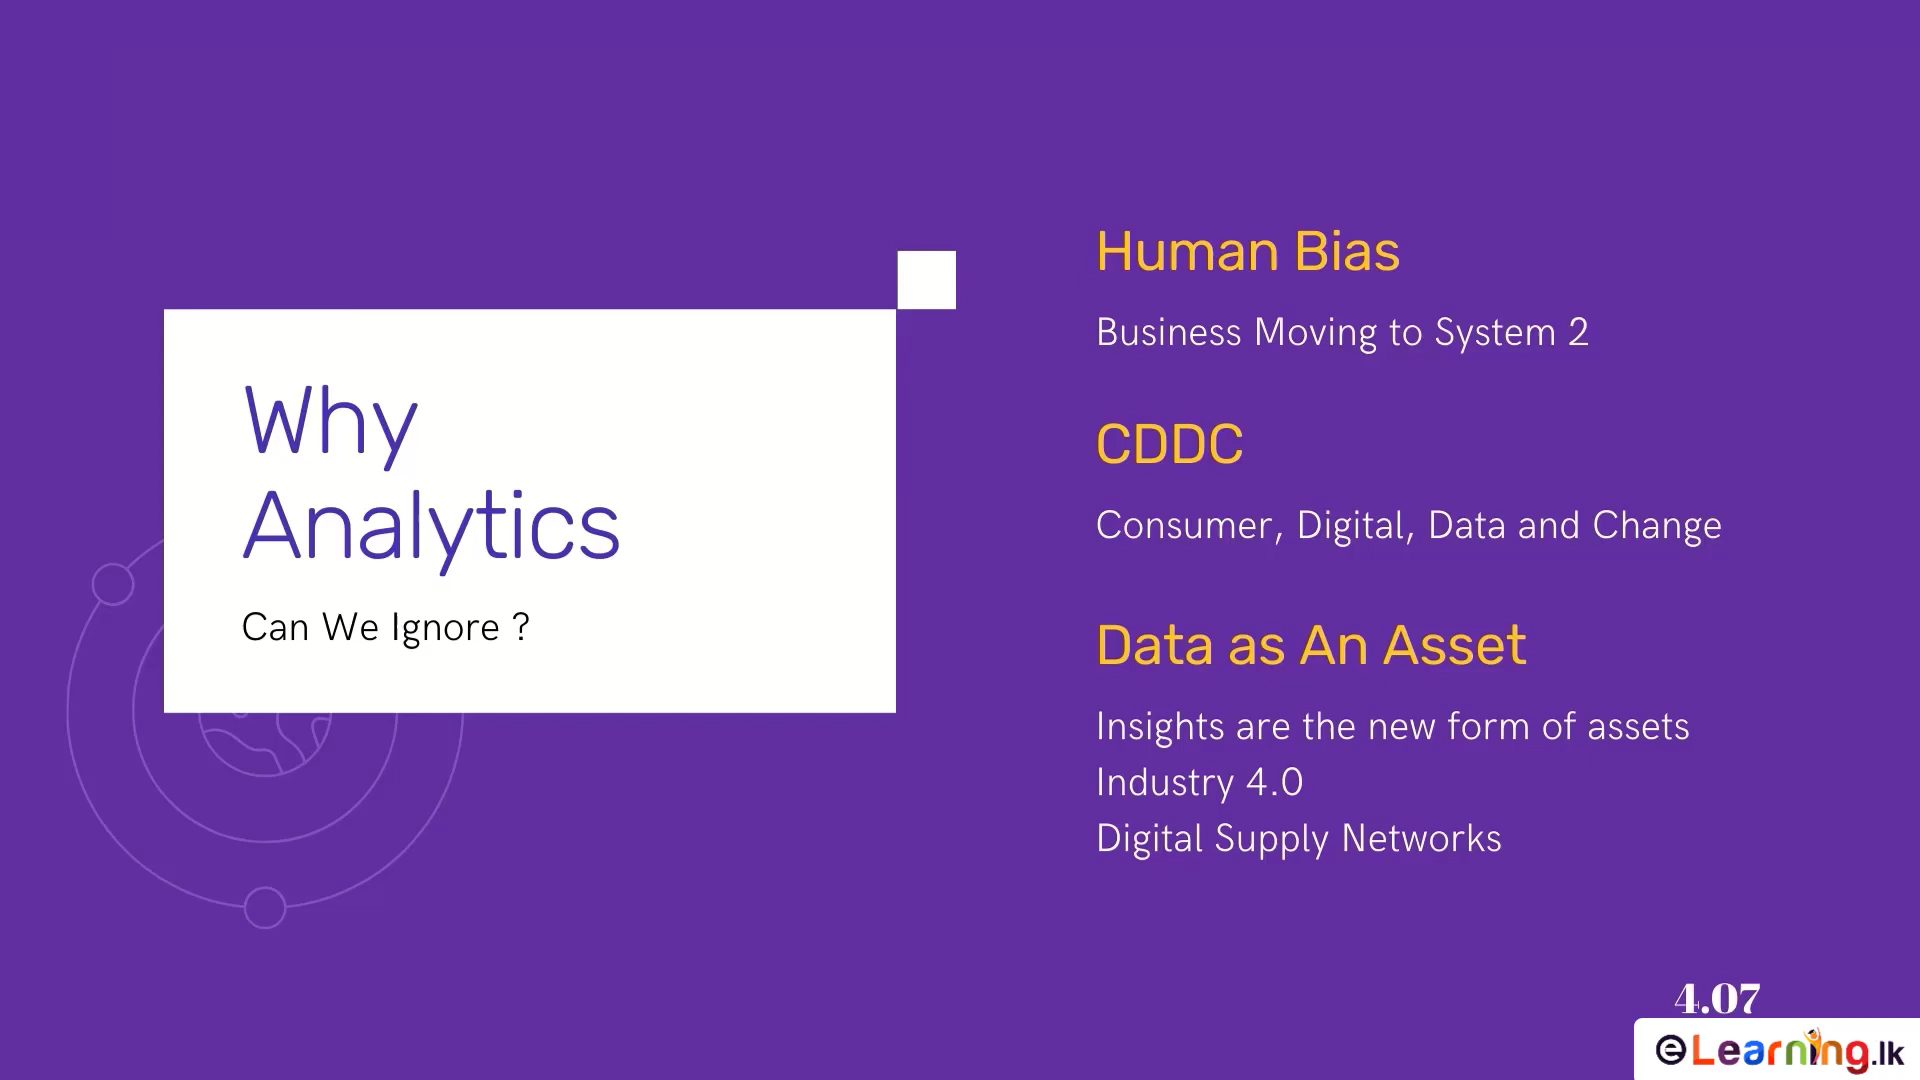 Why
Analytics
Can We Ignore ?
Human Bias
Business Moving to System 2
CDDC
Consumer, Digital, Data and Change
Data as An Asset
Insights are the new form of assets
Industry 4.0
Digital Supply Networks
4.07
eLearning.lk